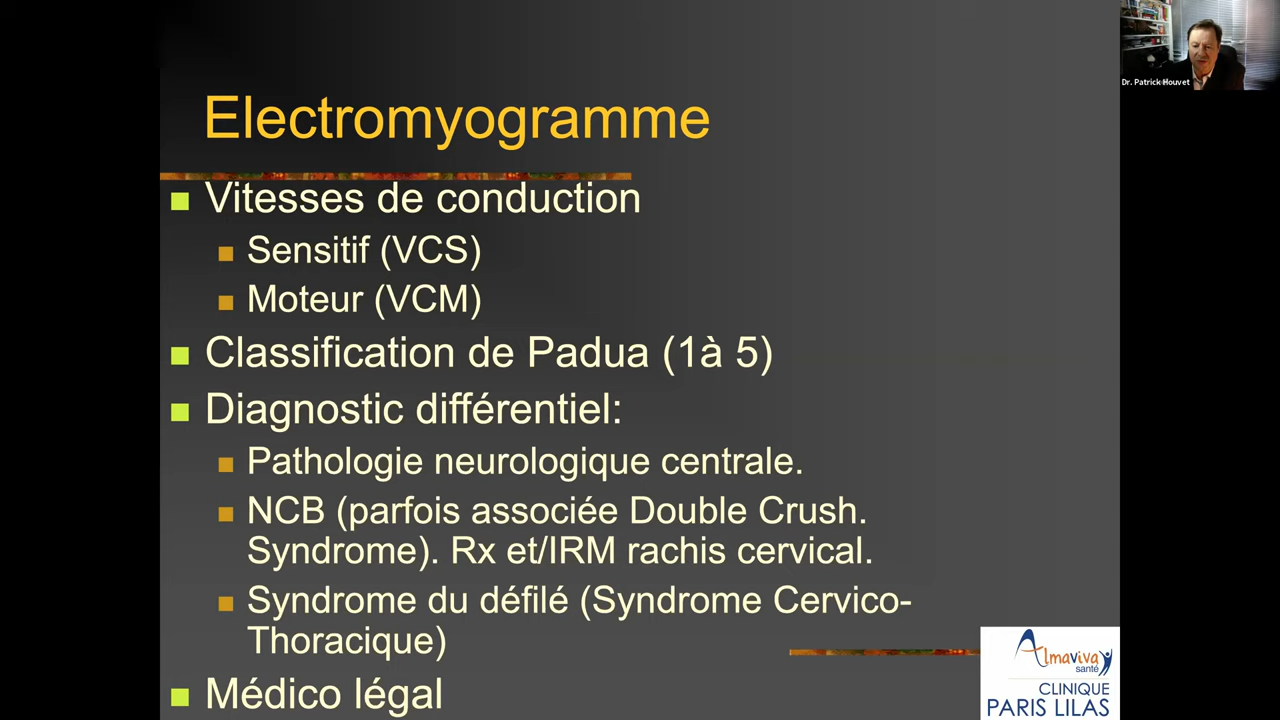 Dr. Patrick Houvet
Electromyogramme
Vitesses de conduction
Sensitif (VCS)
Moteur (VCM)
Classification de Padua (1à 5)
Diagnostic différentiel:
Pathologie neurologique centrale.
NCB (parfois associée Double Crush.
Syndrome). Rx et/IRM rachis cervical.
Syndrome du défilé (Syndrome Cervico-
Thoracique)
Médico légal
Almaviva
santé
CLINIQUE
PARIS LILAS